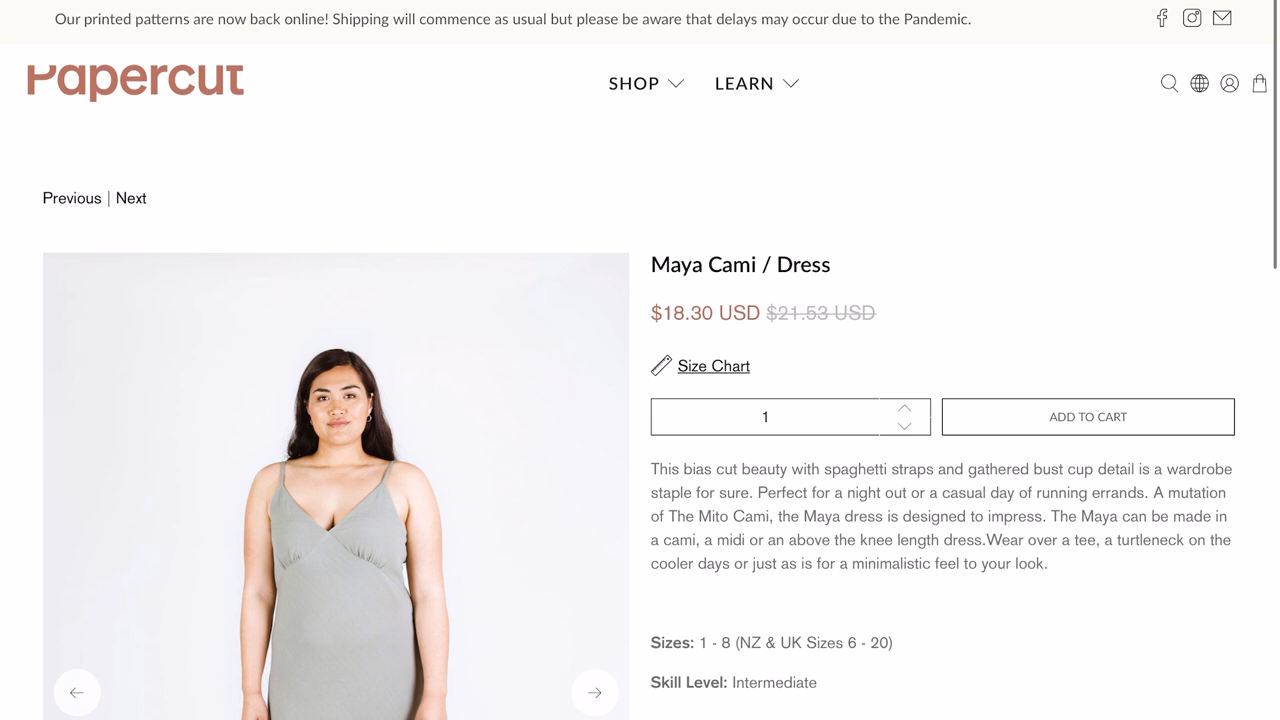 Our printed patterns are now back online! Shipping will commence as usual but please be aware that delays may occur due to the Pandemic.
Papercut
SHOP LEARN
Previous | Next
Maya Cami / Dress
$18.30 USD $21.53 USD
Size Chart
1 ADD TO CART
This bias cut beauty with spaghetti straps and gathered bust cup detail is a wardrobe
staple for sure. Perfect for a night out or a casual day of running errands. A mutation
of The Mito Cami, the Maya dress is designed to impress. The Maya can be made in
a cami, a midi or an above the knee length dress.Wear over a tee, a turtleneck on the
cooler days or just as is for a minimalistic feel to your look.
Sizes: 1 - 8 (NZ & UK Sizes 6 - 20)
Skill Level: Intermediate